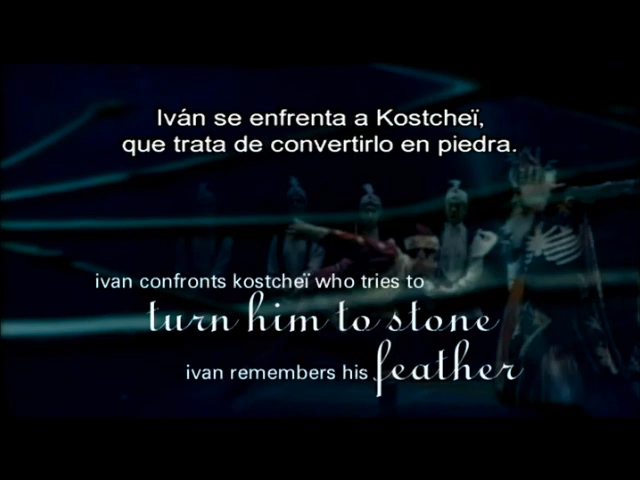 Iván se enfrenta a Kostcheï,
que trata de convertirlo en piedra.
ivan confronts kostcheï who tries to
turn him to stone
ivan remembers his feather